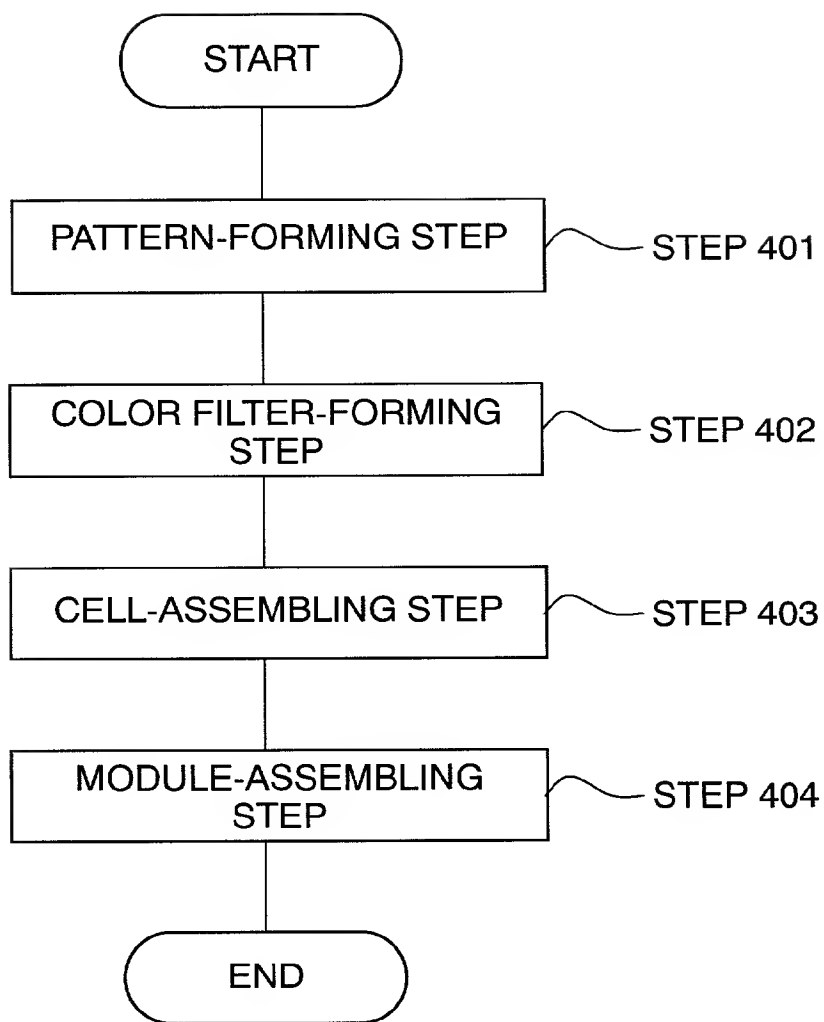 START
PATTERN-FORMING STEP
STEP 401
COLOR FILTER-FORMING
STEP
STEP 402
CELL-ASSEMBLING STEP
STEP 403
MODULE-ASSEMBLING
STEP
STEP 404
END